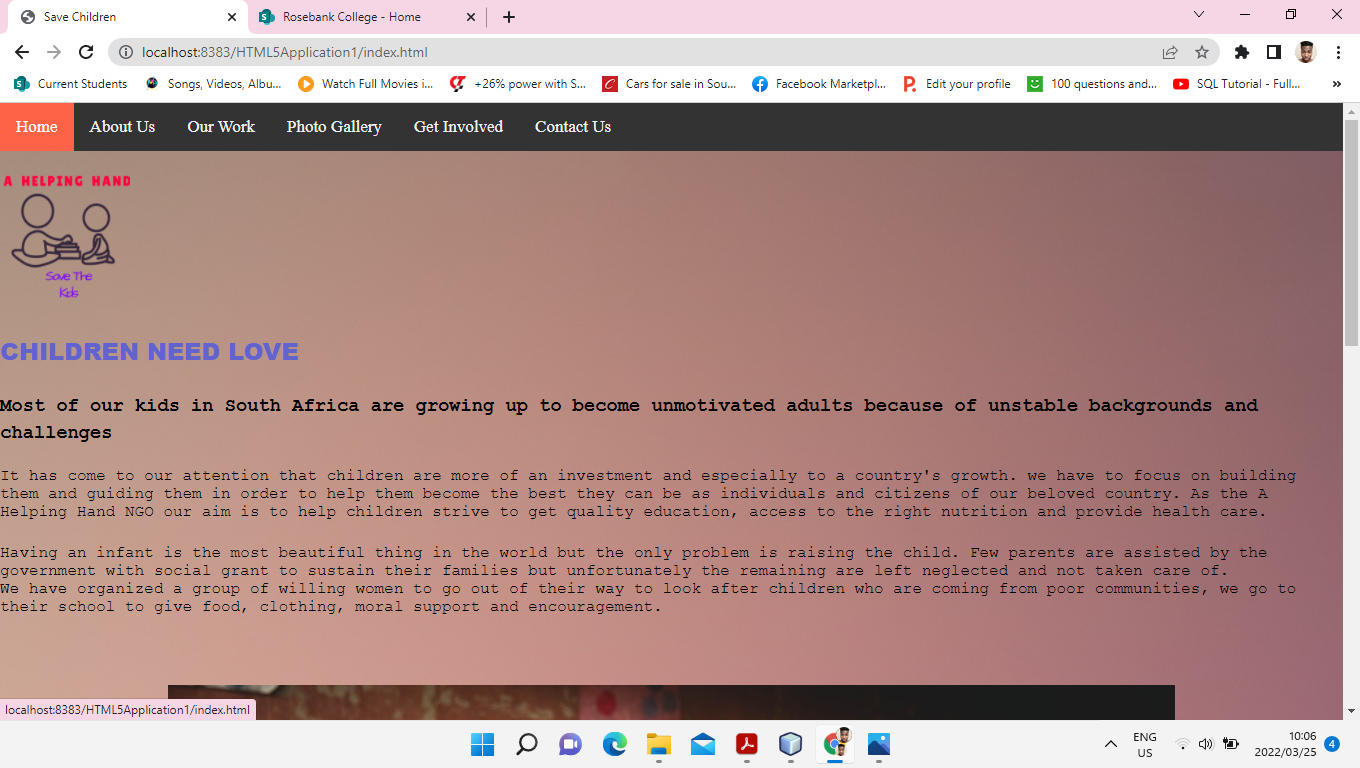 Save Children
Rosebank College - Home
localhost:8383/HTML5Application1/index.html
Current Students
Songs, Videos, Albu...
Watch Full Movies i...
+26% power with S...
Cars for sale in Sou...
Facebook Marketpl...
Edit your profile
100 questions and...
SQL Tutorial - Full...
Home
About Us
Our Work
Photo Gallery
Get Involved
Contact Us
A HELPING HAND
Save The
Kids
CHILDREN NEED LOVE
Most of our kids in South Africa are growing up to become unmotivated adults because of unstable backgrounds and
challenges
It has come to our attention that children are more of an investment and especially to a country's growth. we have to focus on building
them and guiding them in order to help them become the best they can be as individuals and citizens of our beloved country. As the A
Helping Hand NGO our aim is to help children strive to get quality education, access to the right nutrition and provide health care.
Having an infant is the most beautiful thing in the world but the only problem is raising the child. Few parents are assisted by the
government with social grant to sustain their families but unfortunately the remaining are left neglected and not taken care of.
We have organized a group of willing women to go out of their way to look after children who are coming from poor communities, we go to
their school to give food, clothing, moral support and encouragement.
localhost:8383/HTML5Application1/index.html
ENG
US
10:06
2022/03/25
4